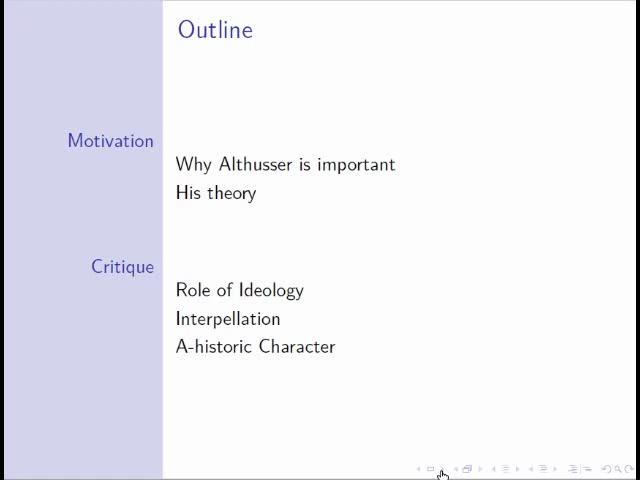 Outline
Motivation
Why Althusser is important
His theory
Critique
Role of Ideology
Interpellation
A-historic Character